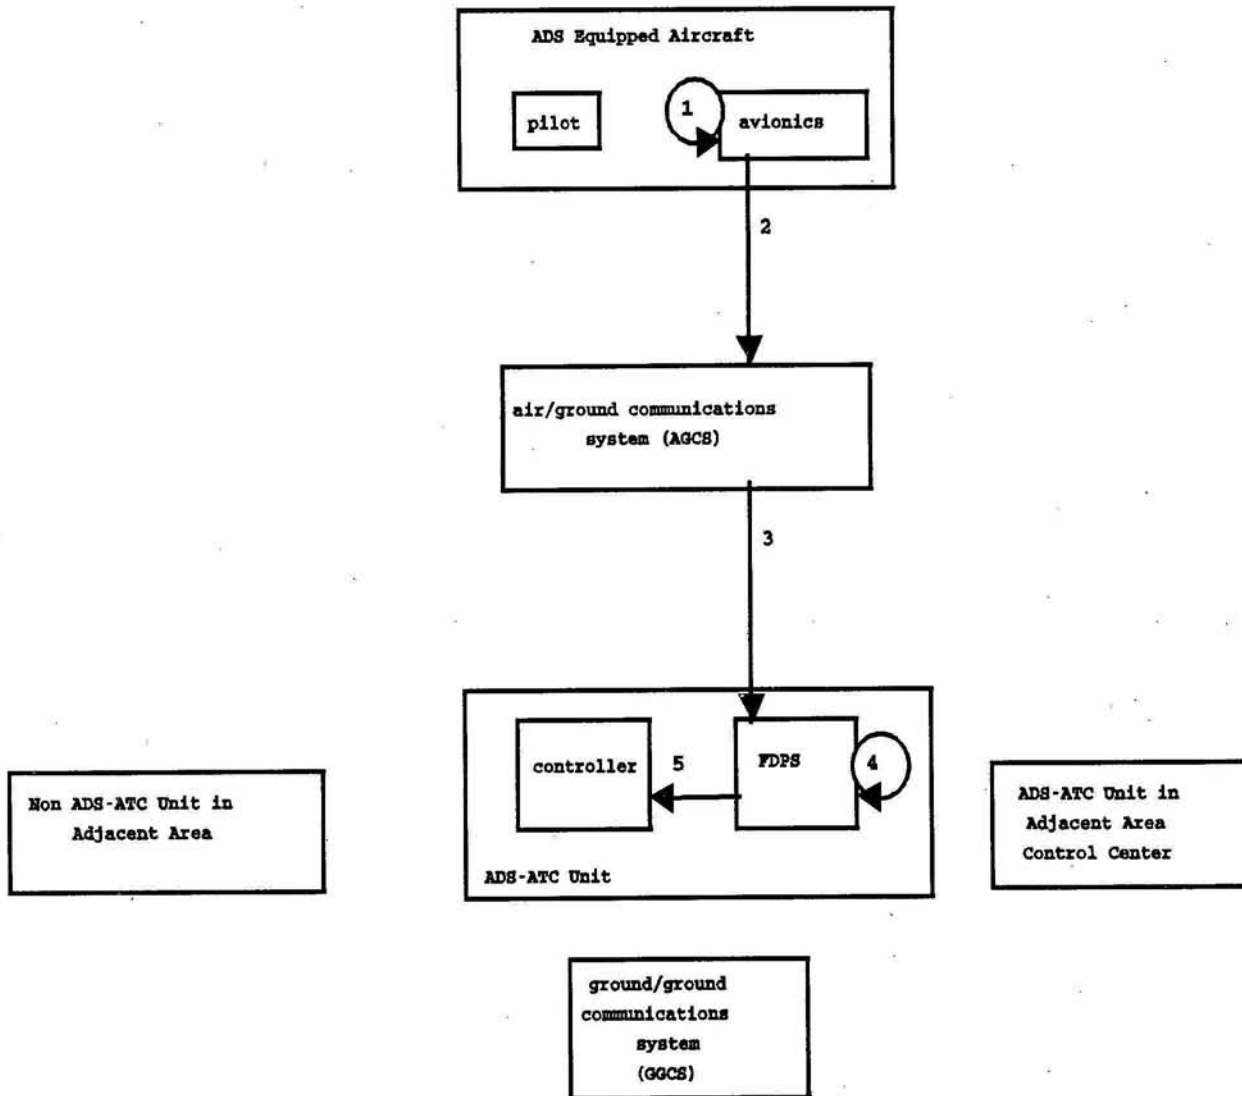 ADS Equipped Aircraft
pilot
1
avionics
2
air/ground communications
system (AGCS)
3
controller
5
FDPS
4
ADS-ATC Unit
Non ADS-ATC Unit in
Adjacent Area
ADS-ATC Unit in
Adjacent Area
Control Center
ground/ground
communications
system
(GGCS)